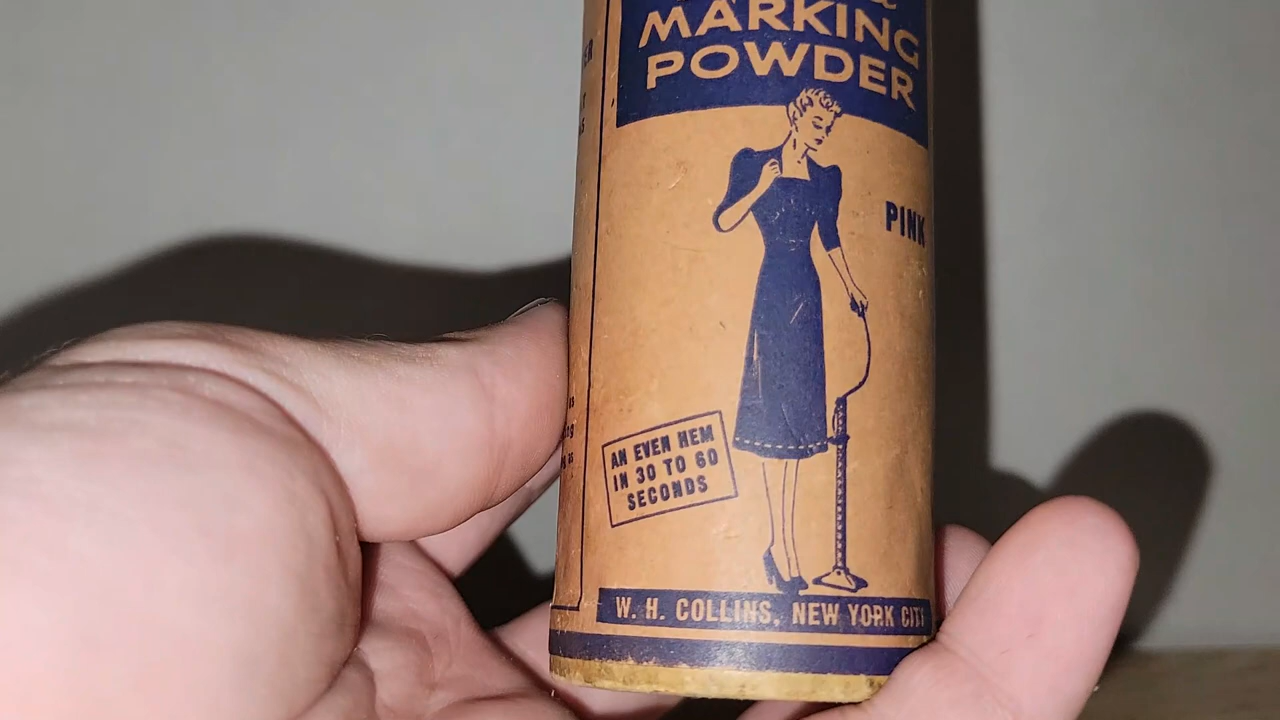 MARKING
POWDER
PINK
AN EVEN HEM
IN 30 TO 60
SECONDS
W. H. COLLINS, NEW YORK CITY